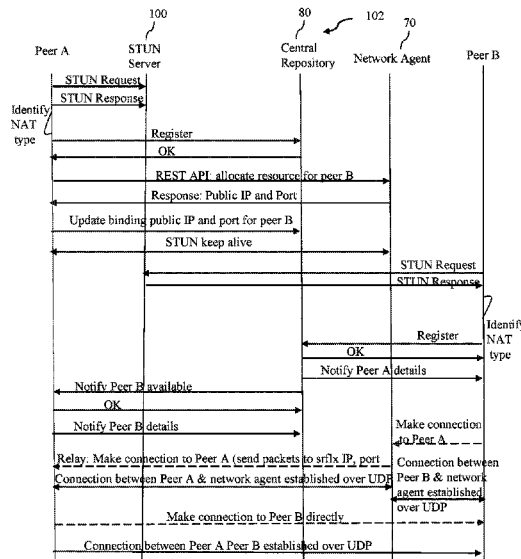 100
80
102
70
Peer A
STUN
Server
Central
Repository
Network Agent
Peer B
STUN Request
STUN Response
Identify
NAT
type
Register
OK
REST API: allocate resource for peer B
Response: Public IP and Port
Update binding public IP and port for peer B
STUN keep alive
STUN Request
STUN Response
Identify
NAT
type
Register
OK
Notify Peer A details
Notify Peer B available
OK
Notify Peer B details
Make connection
to Peer A
Relay: Make connection to Peer A (send packets to srflx IP, port
Connection between Peer A & network agent established over UDP
Connection between
Peer B & network
agent established
over UDP
Make connection to Peer B directly
Connection between Peer A Peer B established over UDP